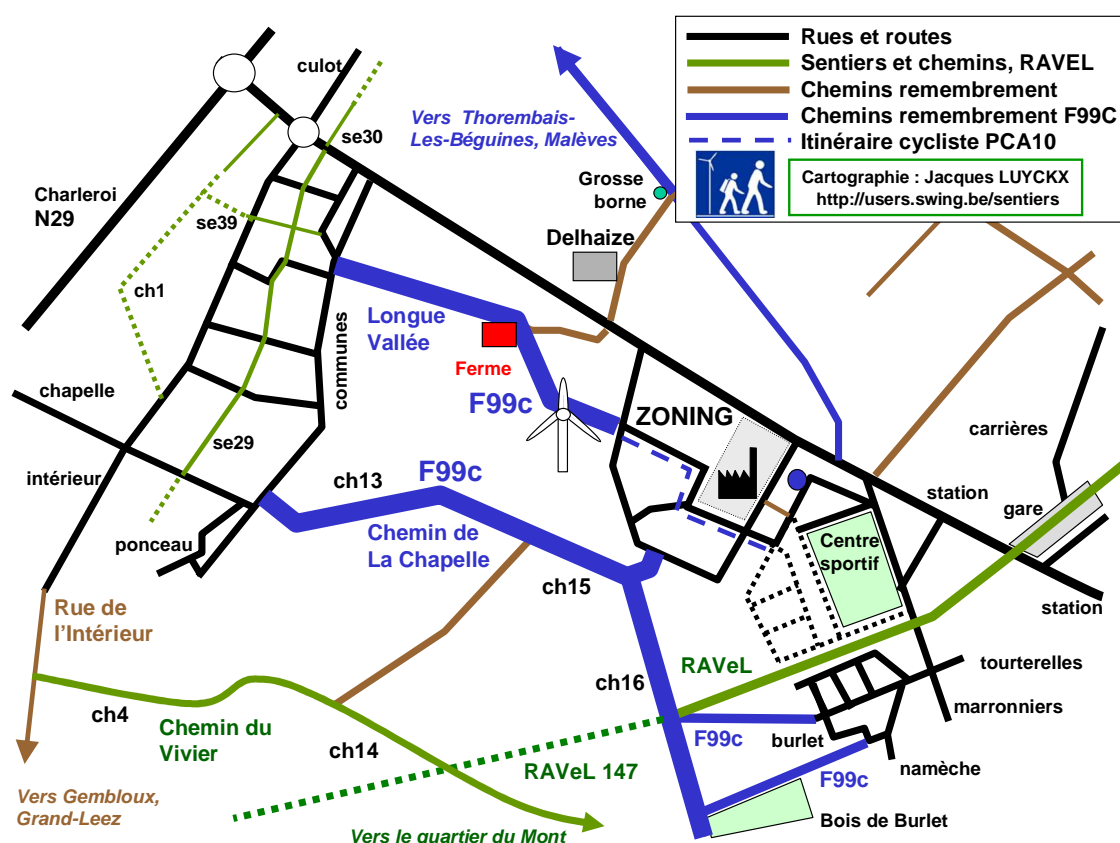 Rues et routes
Sentiers et chemins, RAVEL
Chemins remembrement
Chemins remembrement F99C
Itinéraire cycliste PCA10
Cartographie : Jacques LUYCKX
http://users.swing.be/sentiers
culot
se30
Vers Thorembais-
Les-Béguines, Malèves
Grosse
borne
Charleroi
N29
se39
Delhaize
ch1
Longue
Vallée
communes
Ferme
chapelle
F99c
ZONING
carrières
se29
intérieur
ch13
F99c
station
gare
Chemin de
La Chapelle
ponceau
Centre
sportif
ch15
station
Rue de
l'Intérieur
RAVeL
tourterelles
ch16
ch4
marronniers
Chemin du
Vivier
ch14
F99c
burlet
namèche
RAVeL 147
F99c
Vers Gembloux,
Grand-Leez
Bois de Burlet
Vers le quartier du Mont